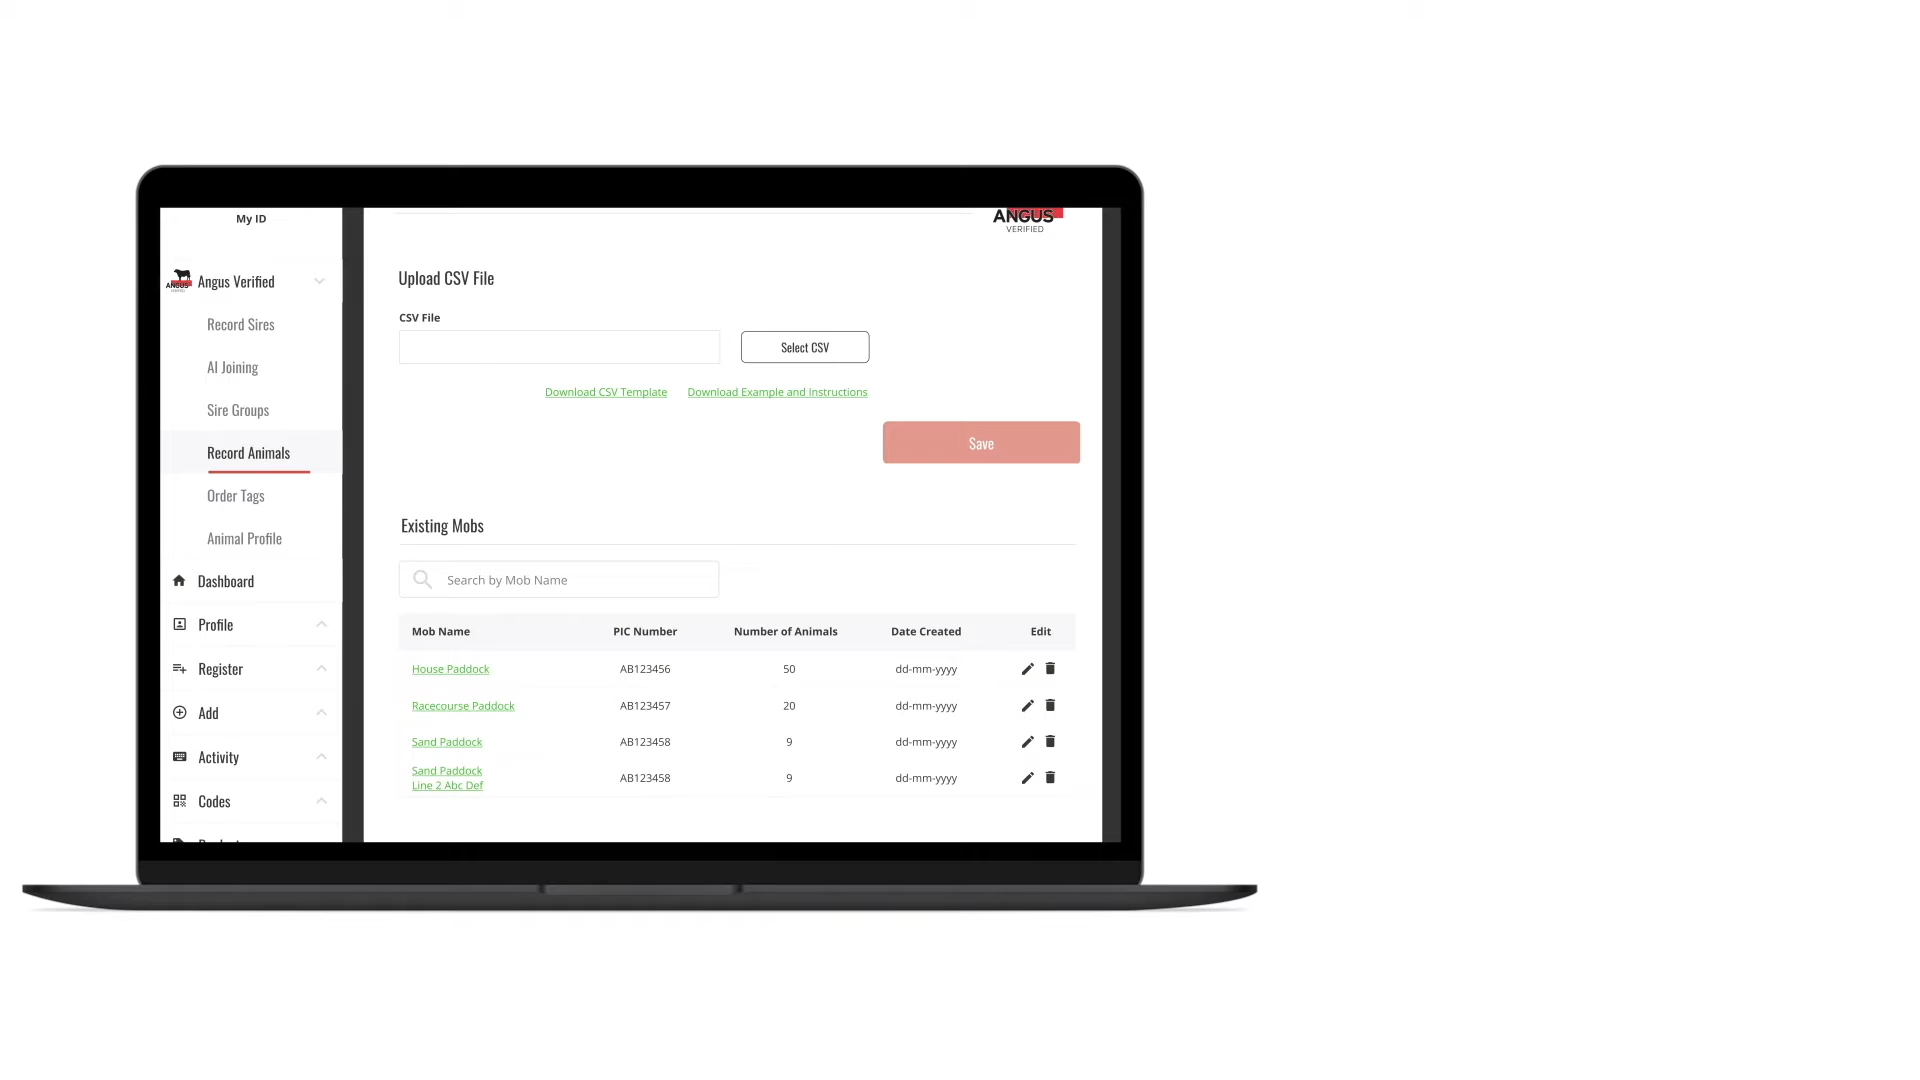 My ID
ANGUS
VERIFIED
ANGUS
Angus Verified
Record Sires
AI Joining
Sire Groups
Record Animals
Order Tags
Animal Profile
Dashboard
Profile
Register
Add
Activity
Codes
Upload CSV File
CSV File
Select CSV
Download CSV Template Download Example and Instructions
Save
Existing Mobs
Search by Mob Name
Mob Name PIC Number Number of Animals Date Created Edit
House Paddock AB123456 50 dd-mm-yyyy
Racecourse Paddock AB123457 20 dd-mm-yyyy
Sand Paddock AB123458 9 dd-mm-yyyy
Sand Paddock
Line 2 Abc Def AB123458 9 dd-mm-yyyy